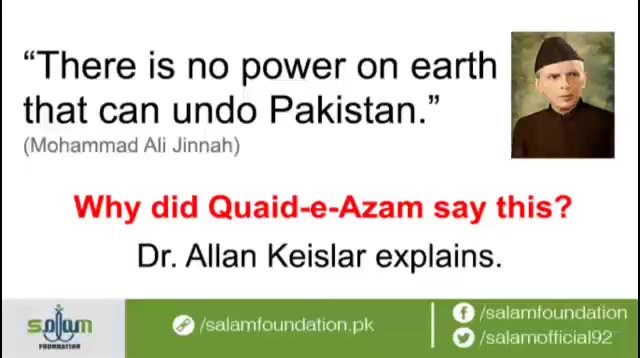 “There is no power on earth
that can undo Pakistan.”
(Mohammad Ali Jinnah)
Why did Quaid-e-Azam say this?
Dr. Allan Keislar explains.
salam
FOUNDATION
/salamfoundation.pk
/salamfoundation
/salamofficial92